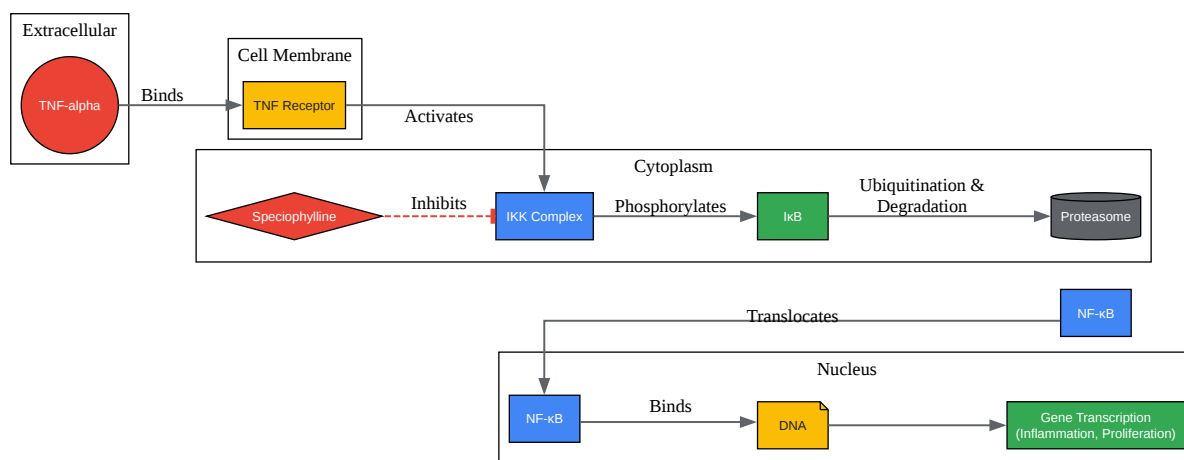 Extracellular
TNF-alpha
Binds
Cell Membrane
TNF Receptor
Activates
Cytoplasm
Speciophylline
Inhibits
IKK Complex
Phosphorylates
IκB
Ubiquitination &
Degradation
Proteasome
NF-κB
Translocates
Nucleus
NF-κB
Binds
DNA
Gene Transcription
(Inflammation, Proliferation)